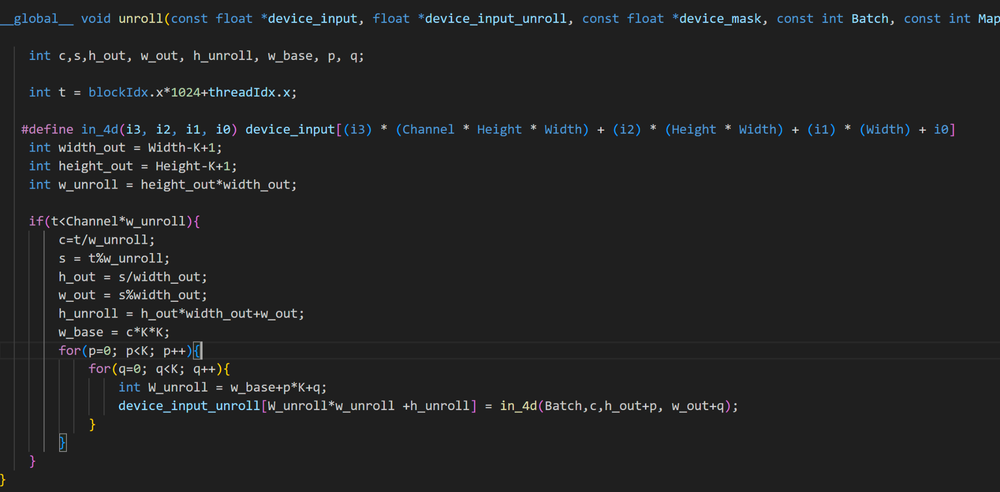 __global__ void unroll(const float *device_input, float *device_input_unroll, const float *device_mask, const int Batch, const int Map
int c,s,h_out, w_out, h_unroll, w_base, p, q;
int t = blockIdx.x*1024+threadIdx.x;
#define in_4d(i3, i2, i1, i0) device_input[(i3) * (Channel * Height * Width) + (i2) * (Height * Width) + (i1) * (Width) + i0]
int width_out = Width-K+1;
int height_out = Height-K+1;
int w_unroll = height_out*width_out;
if(t<Channel*w_unroll){
c=t/w_unroll;
s = t%w_unroll;
h_out = s/width_out;
w_out = s%width_out;
h_unroll = h_out*width_out+w_out;
w_base = c*K*K;
for(p=0; p<K; p++){
for(q=0; q<K; q++){
int W_unroll = w_base+p*K+q;
device_input_unroll[W_unroll*w_unroll +h_unroll] = in_4d(Batch,c,h_out+p, w_out+q);
}
}
}
}